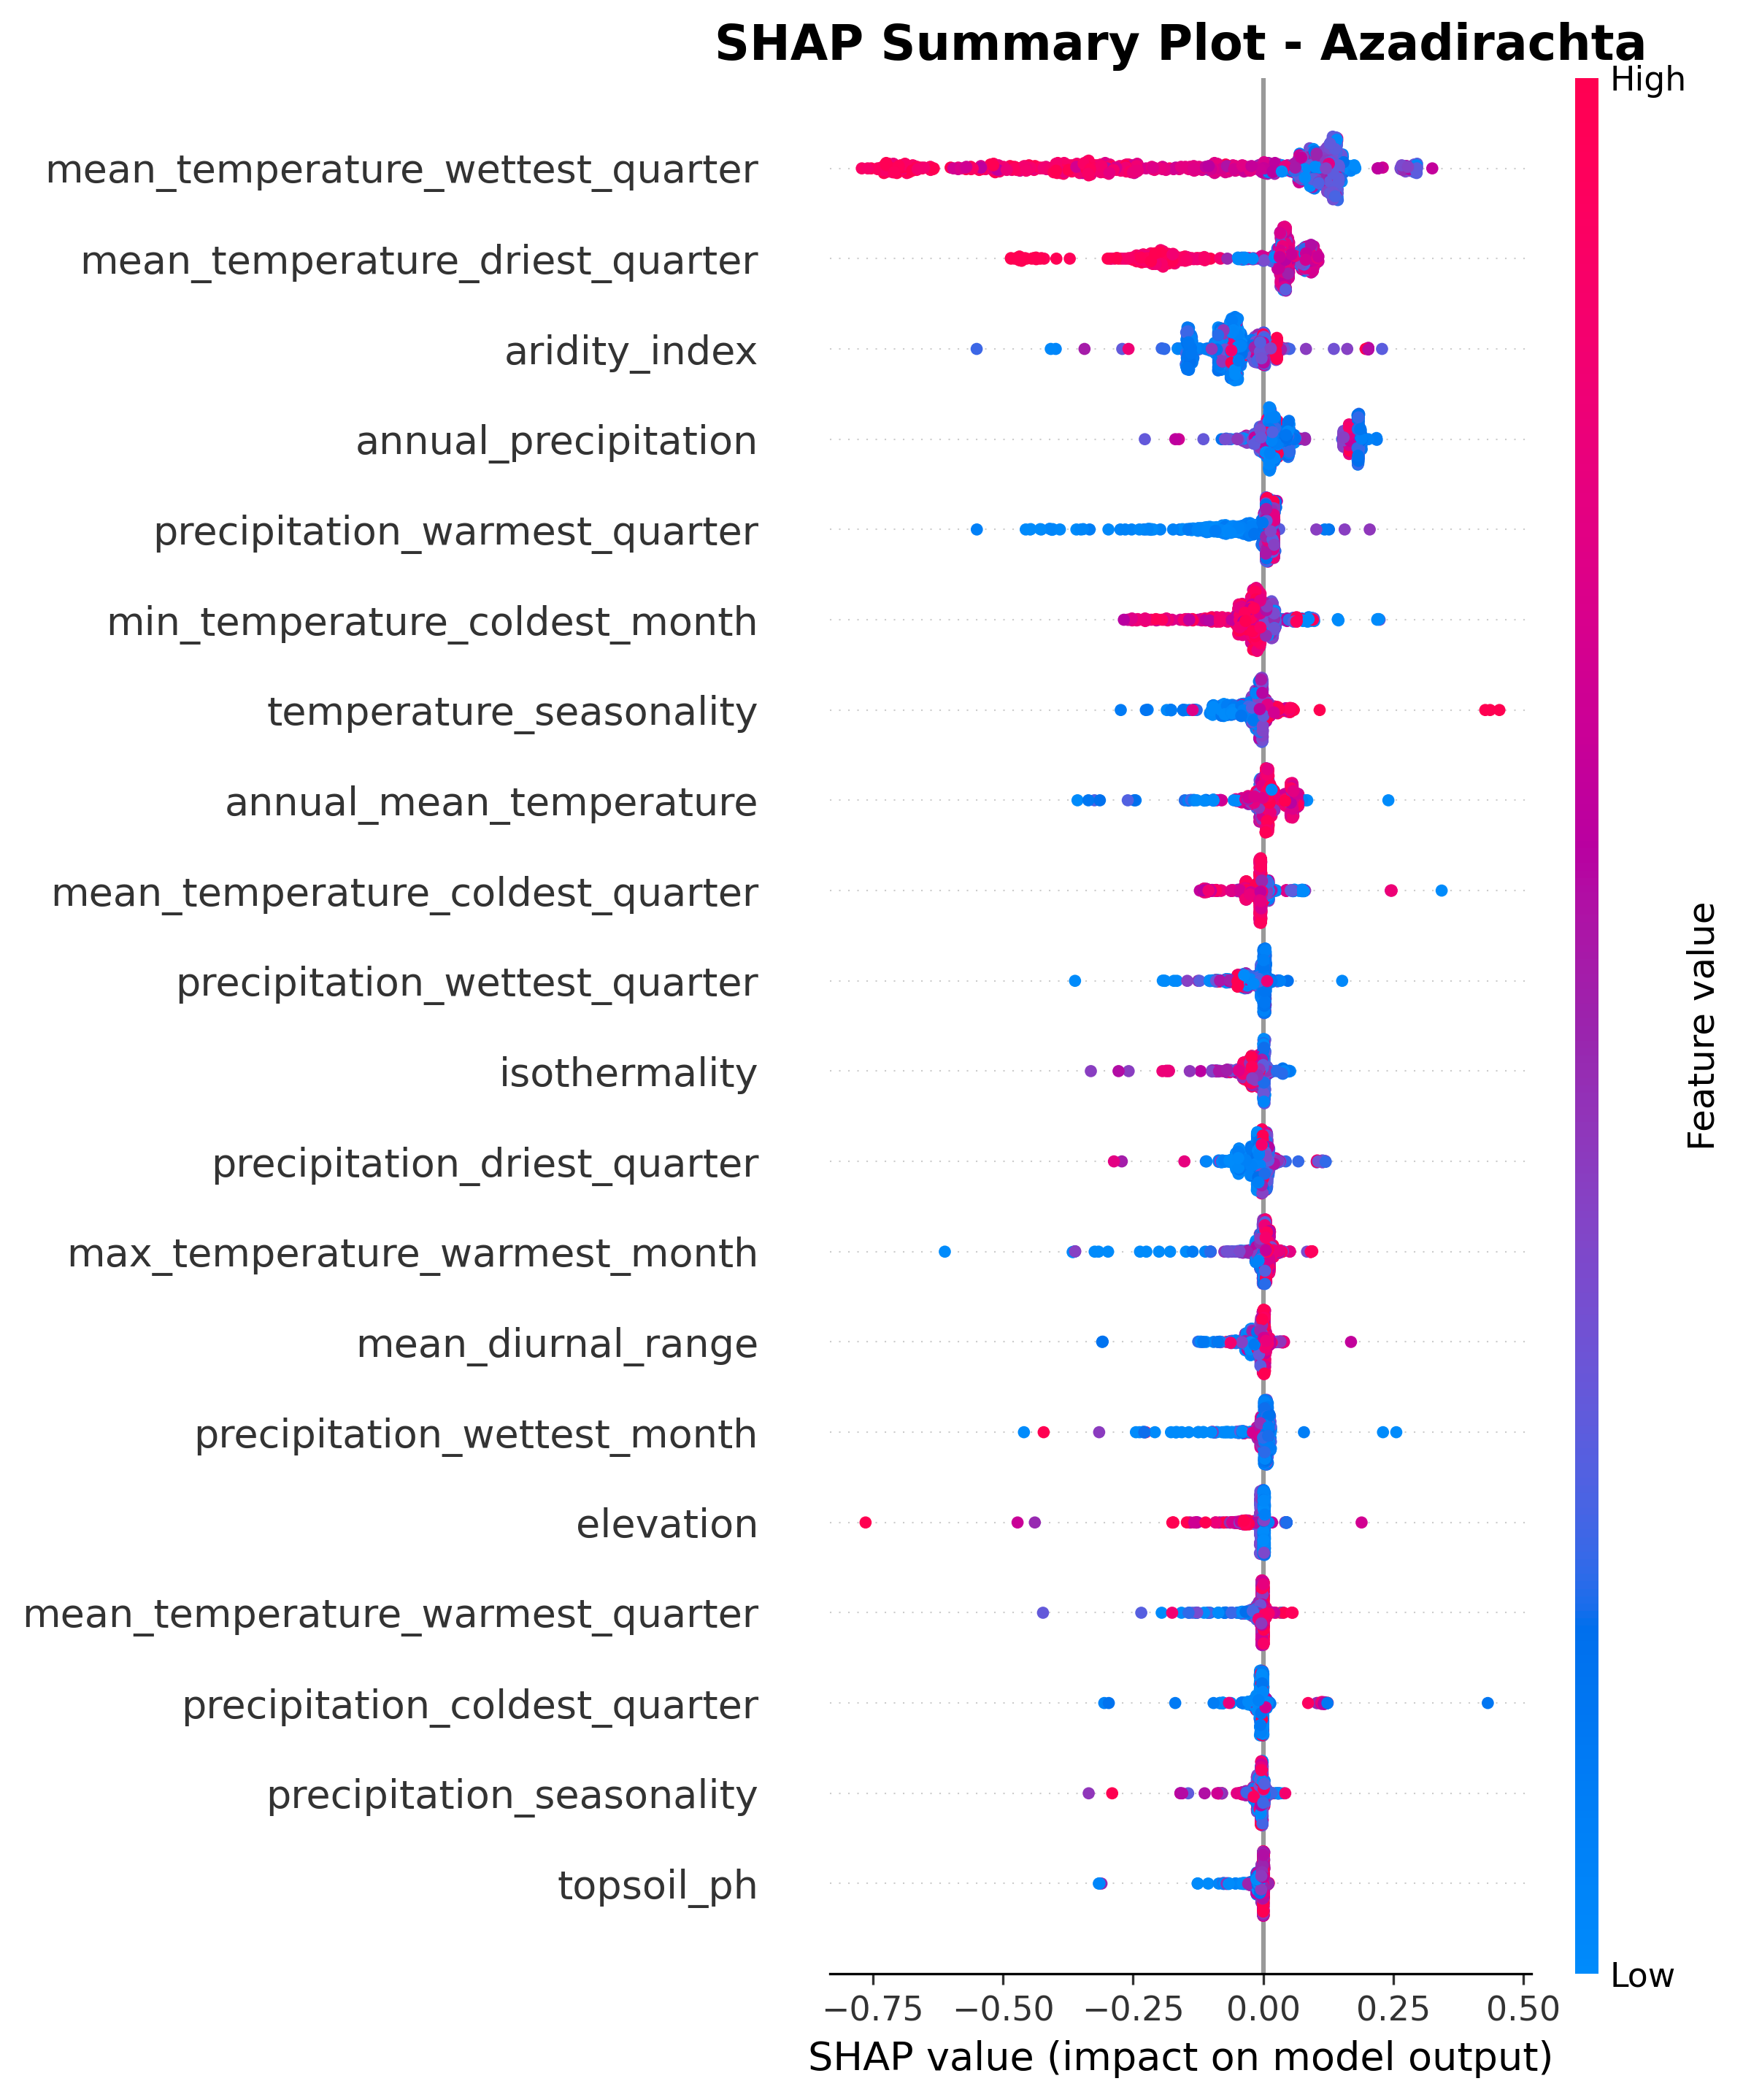 SHAP Summary Plot - Azadirachta
High
mean_temperature_wettest_quarter
mean_temperature_driest_quarter
aridity_index
annual_precipitation
precipitation_warmest_quarter
min_temperature_coldest_month
temperature_seasonality
annual_mean_temperature
mean_temperature_coldest_quarter
precipitation_wettest_quarter
isothermality
precipitation_driest_quarter
max_temperature_warmest_month
mean_diurnal_range
precipitation_wettest_month
elevation
mean_temperature_warmest_quarter
precipitation_coldest_quarter
precipitation_seasonality
topsoil_ph
Feature value
Low
−0.75 −0.50 −0.25 0.00 0.25 0.50
SHAP value (impact on model output)